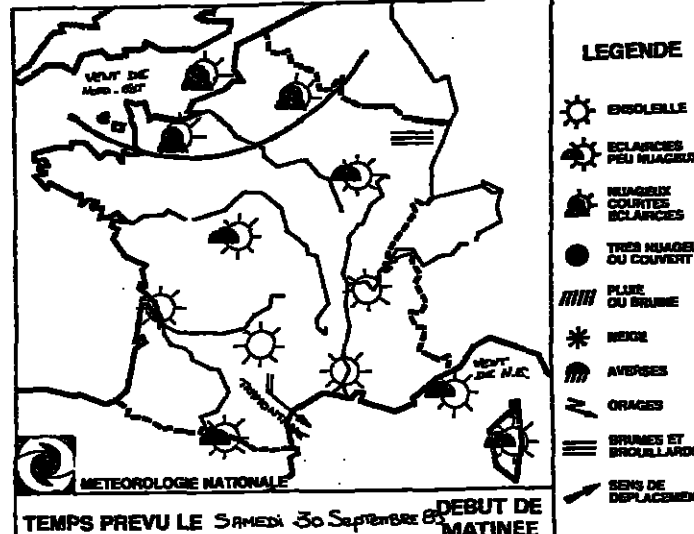 VENT DE
NORD-EST
VENT
DE N.E.
TRAMONTANE
METEOROLOGIE NATIONALE
TEMPS PREVU LE SAMEDI 30 SEPTEMBRE 89 DEBUT DE
MATINEE
LEGENDE
ENSOLEILLE
ECLAIRCIES
PEU NUAGEUX
NUAGEUX
COURTES
ECLAIRCIES
TRES NUAGEUX
OU COUVERT
PLUIE
OU BRUINE
NEIGE
AVERSES
ORAGES
BRUMES ET
BROUILLARDS
SENS DE
DEPLACEMENT